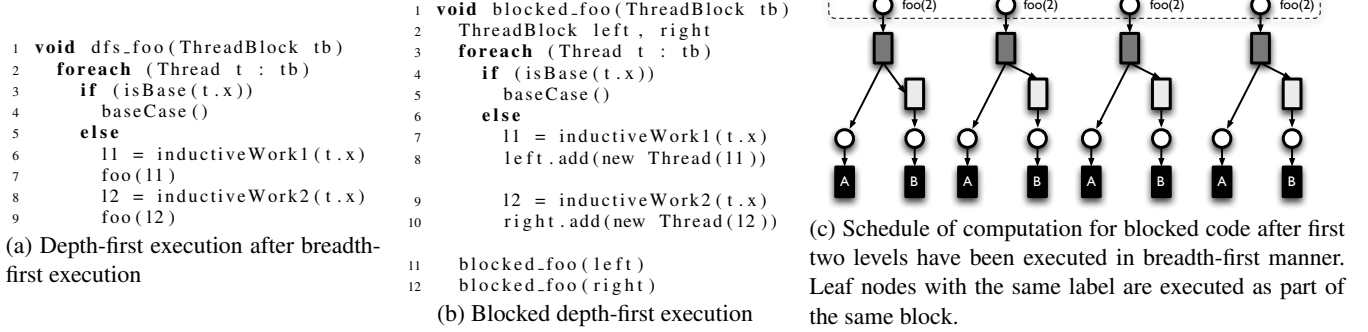 1 void dfs_foo(ThreadBlock tb)
2 foreach (Thread t : tb)
3 if (isBase(t.x))
4 baseCase()
5 else
6 l1 = inductiveWork1(t.x)
7 foo(l1)
8 l2 = inductiveWork2(t.x)
9 foo(l2)
(a) Depth-first execution after breadth-
first execution
1 void blocked_foo(ThreadBlock tb)
2 ThreadBlock left, right
3 foreach (Thread t : tb)
4 if (isBase(t.x))
5 baseCase()
6 else
7 l1 = inductiveWork1(t.x)
8 left.add(new Thread(l1))
9 l2 = inductiveWork2(t.x)
10 right.add(new Thread(l2))
11 blocked_foo(left)
12 blocked_foo(right)
(b) Blocked depth-first execution
foo(2) foo(2) foo(2) foo(2)
A B A B A B A B
(c) Schedule of computation for blocked code after first
two levels have been executed in breadth-first manner.
Leaf nodes with the same label are executed as part of
the same block.